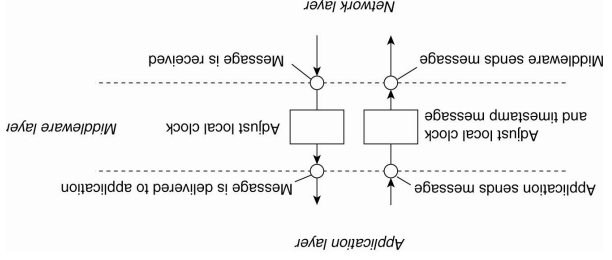 Application layer
Application sends message
Message is delivered to application
Adjust local clock
and timestamp message
Adjust local clock
Middleware layer
Middleware sends message
Message is received
Network layer